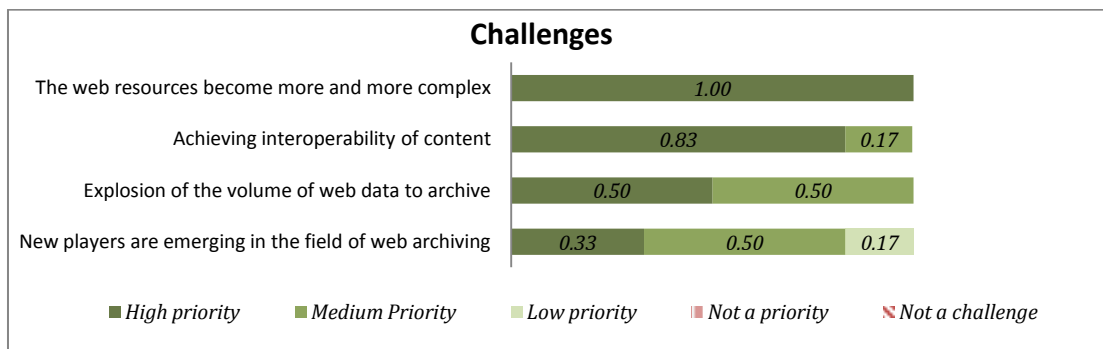 Challenges
The web resources become more and more complex
1.00
Achieving interoperability of content
0.83 0.17
Explosion of the volume of web data to archive
0.50 0.50
New players are emerging in the field of web archiving
0.33 0.50 0.17
High priority Medium Priority Low priority Not a priority Not a challenge